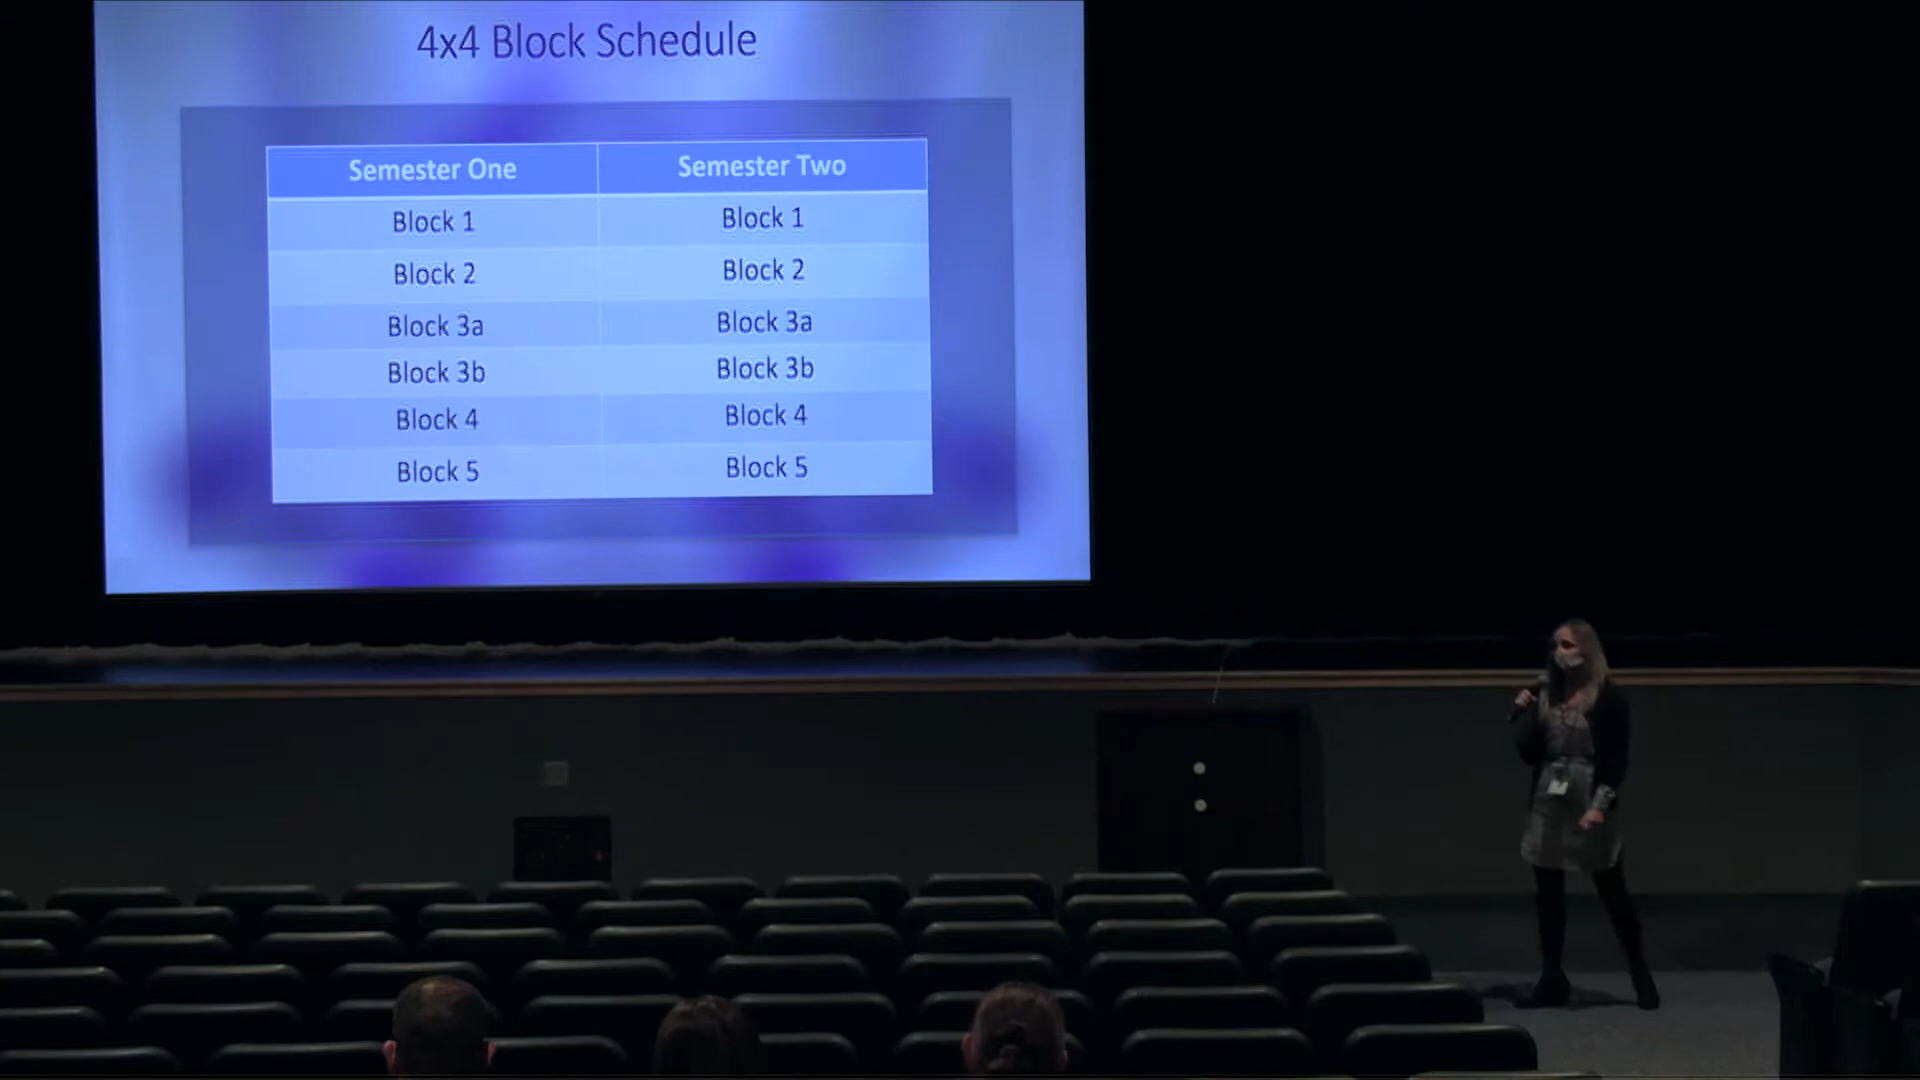 4x4 Block Schedule
Semester One Semester Two
Block 1 Block 1
Block 2 Block 2
Block 3a Block 3a
Block 3b Block 3b
Block 4 Block 4
Block 5 Block 5